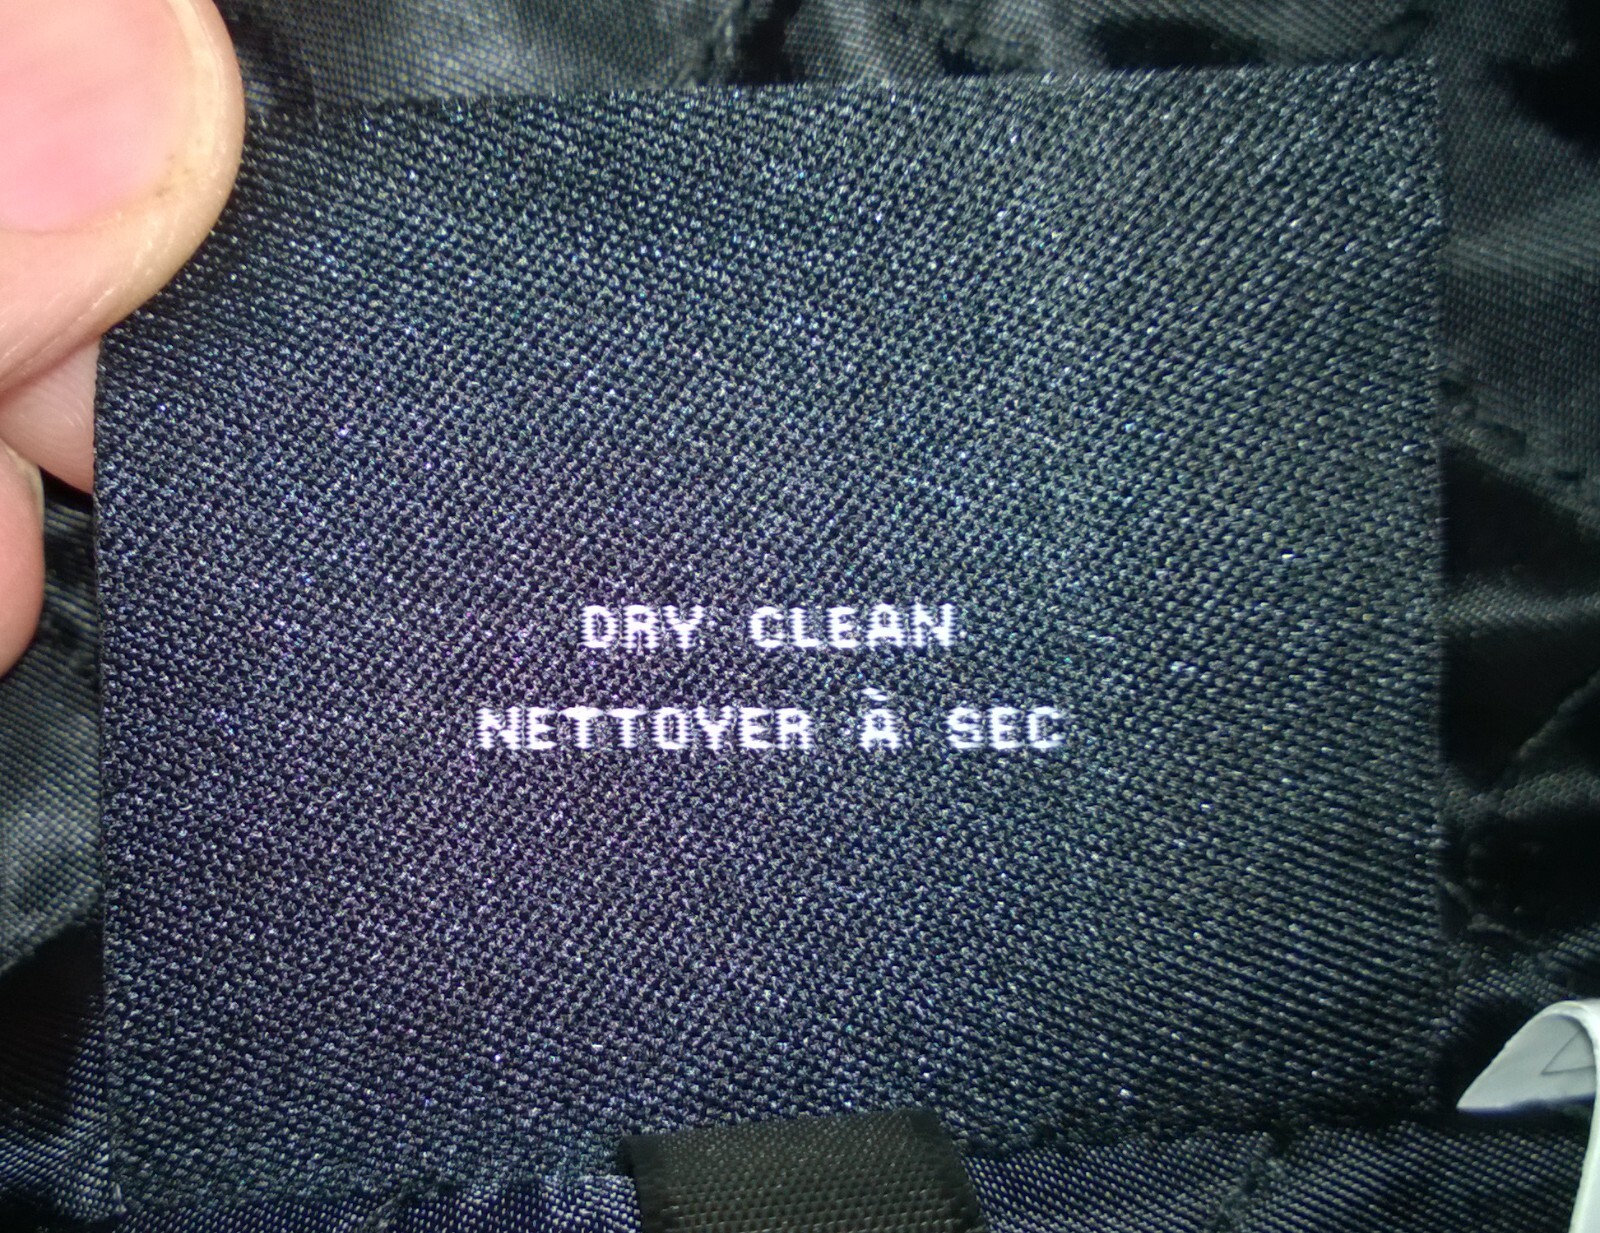 DRY CLEAN
NETTOYER À SEC